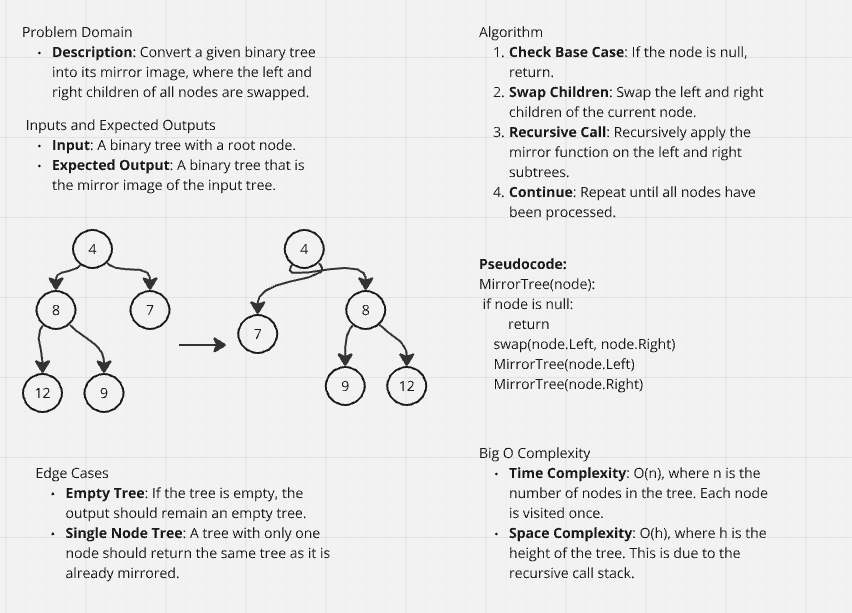 Problem Domain
• Description: Convert a given binary tree
into its mirror image, where the left and
right children of all nodes are swapped.
Inputs and Expected Outputs
• Input: A binary tree with a root node.
• Expected Output: A binary tree that is
the mirror image of the input tree.
4
8
7
12
9
4
7
8
9
12
Edge Cases
• Empty Tree: If the tree is empty, the
output should remain an empty tree.
• Single Node Tree: A tree with only one
node should return the same tree as it is
already mirrored.
Algorithm
1. Check Base Case: If the node is null,
return.
2. Swap Children: Swap the left and right
children of the current node.
3. Recursive Call: Recursively apply the
mirror function on the left and right
subtrees.
4. Continue: Repeat until all nodes have
been processed.
Pseudocode:
MirrorTree(node):
if node is null:
return
swap(node.Left, node.Right)
MirrorTree(node.Left)
MirrorTree(node.Right)
Big O Complexity
• Time Complexity: O(n), where n is the
number of nodes in the tree. Each node
is visited once.
• Space Complexity: O(h), where h is the
height of the tree. This is due to the
recursive call stack.